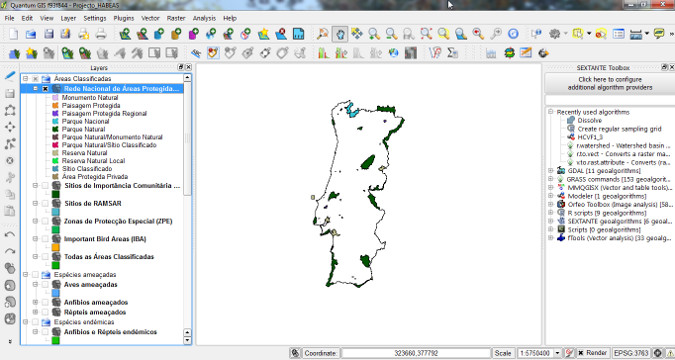 Quantum GIS f93f844 - Projecto_HABEAS
File Edit View Layer Settings Plugins Vector Raster Analysis Help
Layers
Áreas Classificadas
Rede Nacional de Áreas Protegida...
Monumento Natural
Paisagem Protegida
Paisagem Protegida Regional
Parque Nacional
Parque Natural
Parque Natural/Monumento Natural
Parque Natural/Sítio Classificado
Reserva Natural
Reserva Natural Local
Sítio Classificado
Área Protegida Privada
Sítios de Importância Comunitária ...
Sítios de RAMSAR
Zonas de Protecção Especial (ZPE)
Important Bird Areas (IBA)
Todas as Áreas Classificadas
Espécies ameaçadas
Aves ameaçadas
Anfíbios ameaçados
Répteis ameaçados
Espécies endémicas
Anfíbios e Répteis endémicos
SEXTANTE Toolbox
Click here to configure
additional algorithm providers
Recently used algorithms
Dissolve
Create regular sampling grid
HCVF1_3
r.watershed - Watershed basin ...
r.to.vect - Converts a raster ma...
v.to.rast.attribute - Converts (ra...
GDAL [11 geoalgorithms]
GRASS commands [153 geoalgorit...
MMQGISX (vector and table tools)...
Modeler [1 geoalgorithms]
Orfeo Toolbox (Image analysis) [58...
R scripts [9 geoalgorithms]
SEXTANTE geoalgorithms [6 geoalg...
Scripts [0 geoalgorithms]
fTools (Vector analysis) [33 geoalg...
Coordinate: 323660,377792 Scale 1:5750400 Render EPSG:3763